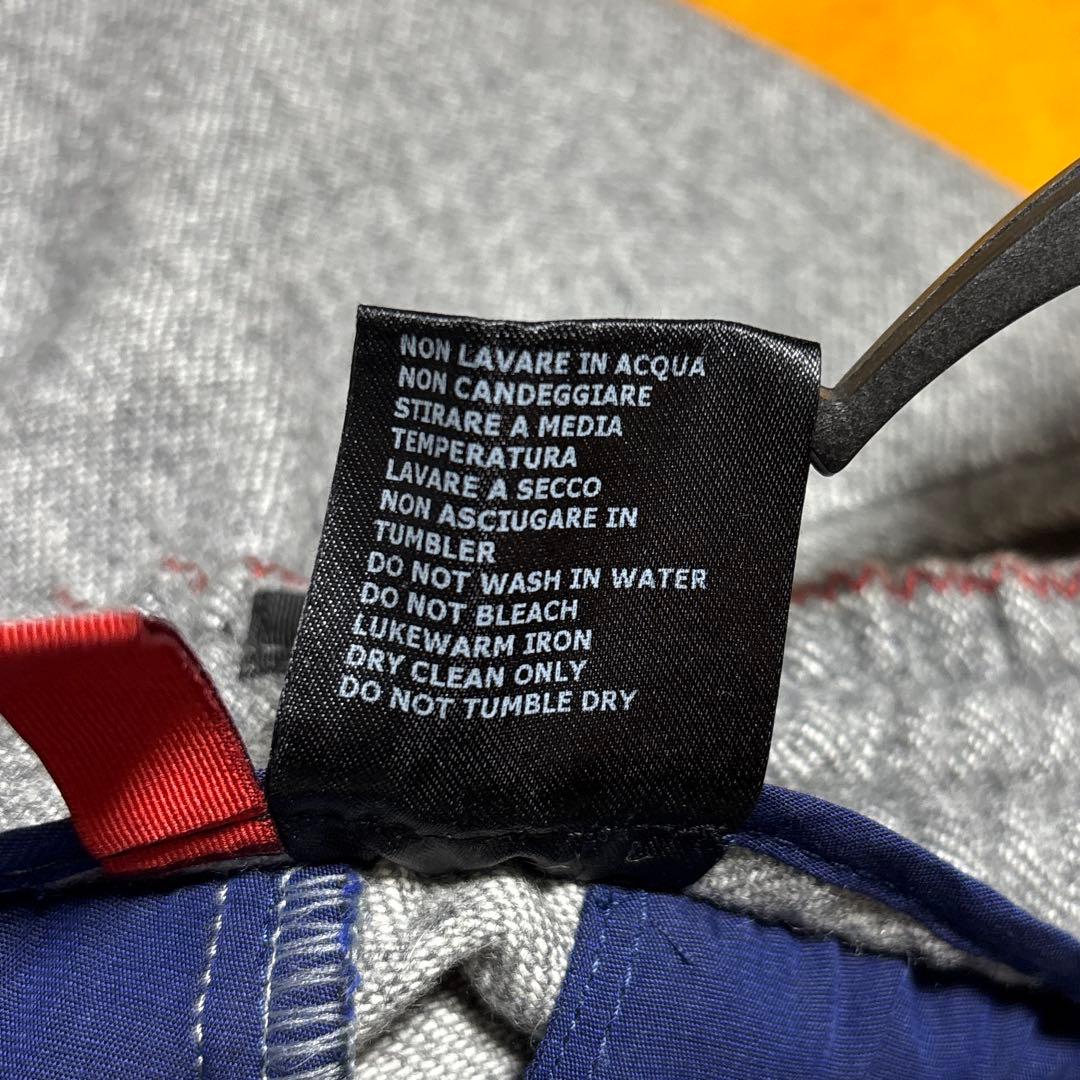 NON LAVARE IN ACQUA
NON CANDEGGIARE
STIRARE A MEDIA
TEMPERATURA
LAVARE A SECCO
NON ASCIUGARE IN
TUMBLER
DO NOT WASH IN WATER
DO NOT BLEACH
LUKEWARM IRON
DRY CLEAN ONLY
DO NOT TUMBLE DRY